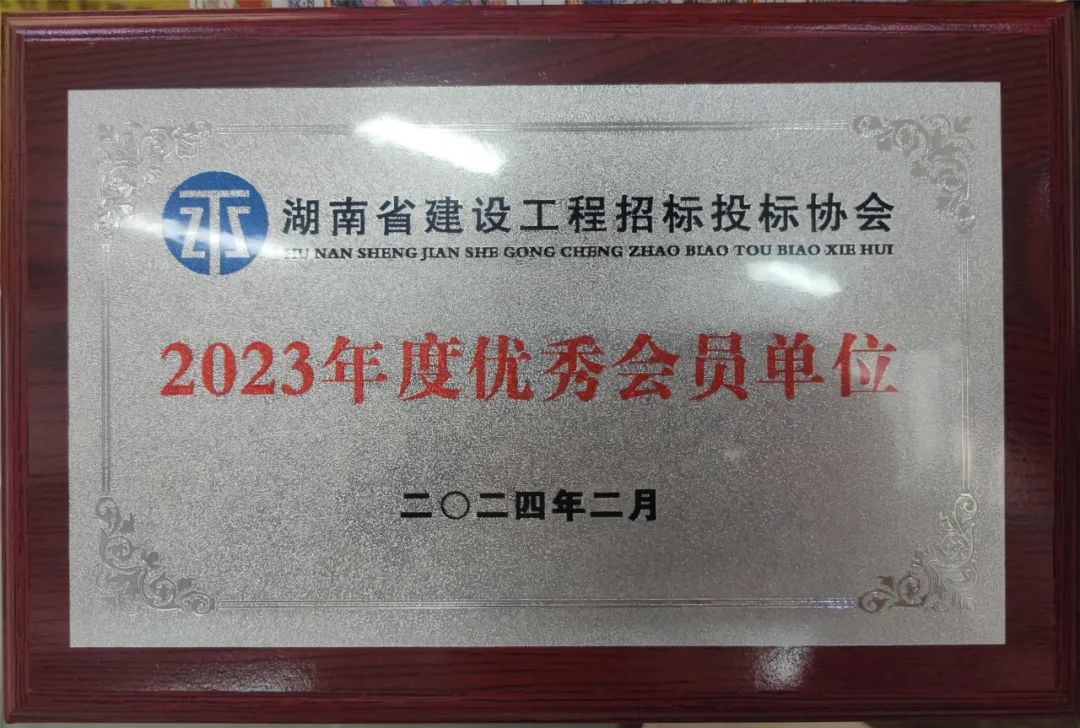 湖南省建设工程招标投标协会
HU NAN SHENG JIAN SHE GONG CHENG ZHAO BIAO TOU BIAO XIE HUI
2023年度优秀会员单位
二〇二四年二月